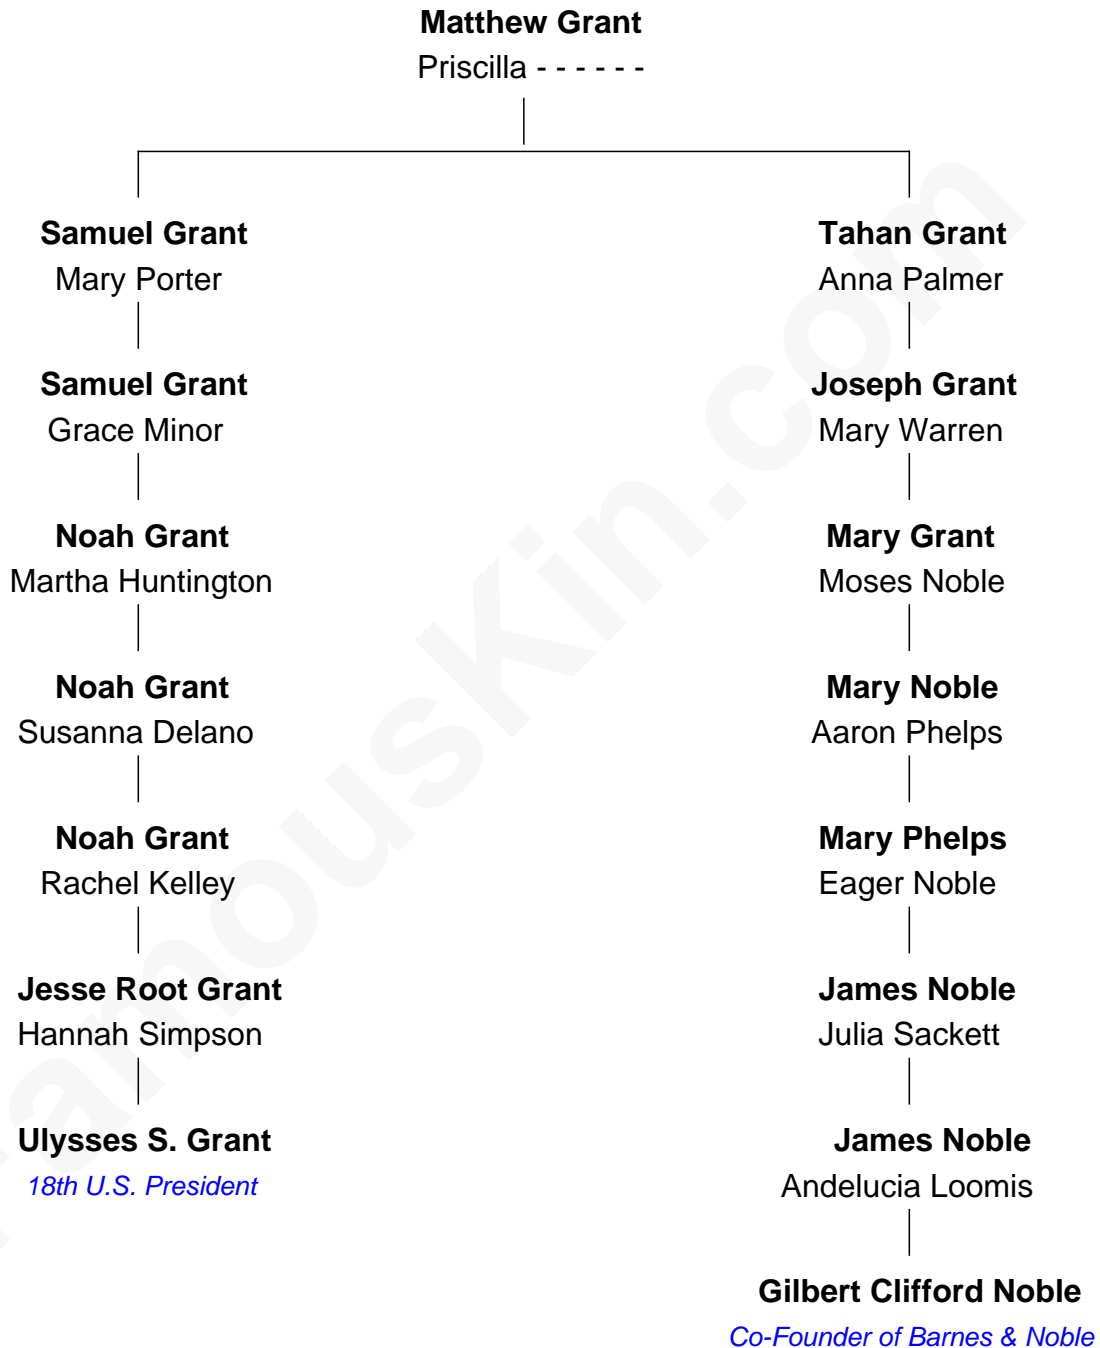 Matthew Grant
Priscilla - - - - - -
Samuel Grant
Mary Porter
Tahan Grant
Anna Palmer
Samuel Grant
Grace Minor
Joseph Grant
Mary Warren
Noah Grant
Martha Huntington
Mary Grant
Moses Noble
Noah Grant
Susanna Delano
Mary Noble
Aaron Phelps
Noah Grant
Rachel Kelley
Mary Phelps
Eager Noble
Jesse Root Grant
Hannah Simpson
James Noble
Julia Sackett
Ulysses S. Grant
18th U.S. President
James Noble
Andelucia Loomis
Gilbert Clifford Noble
Co-Founder of Barnes & Noble
FamousKin.com